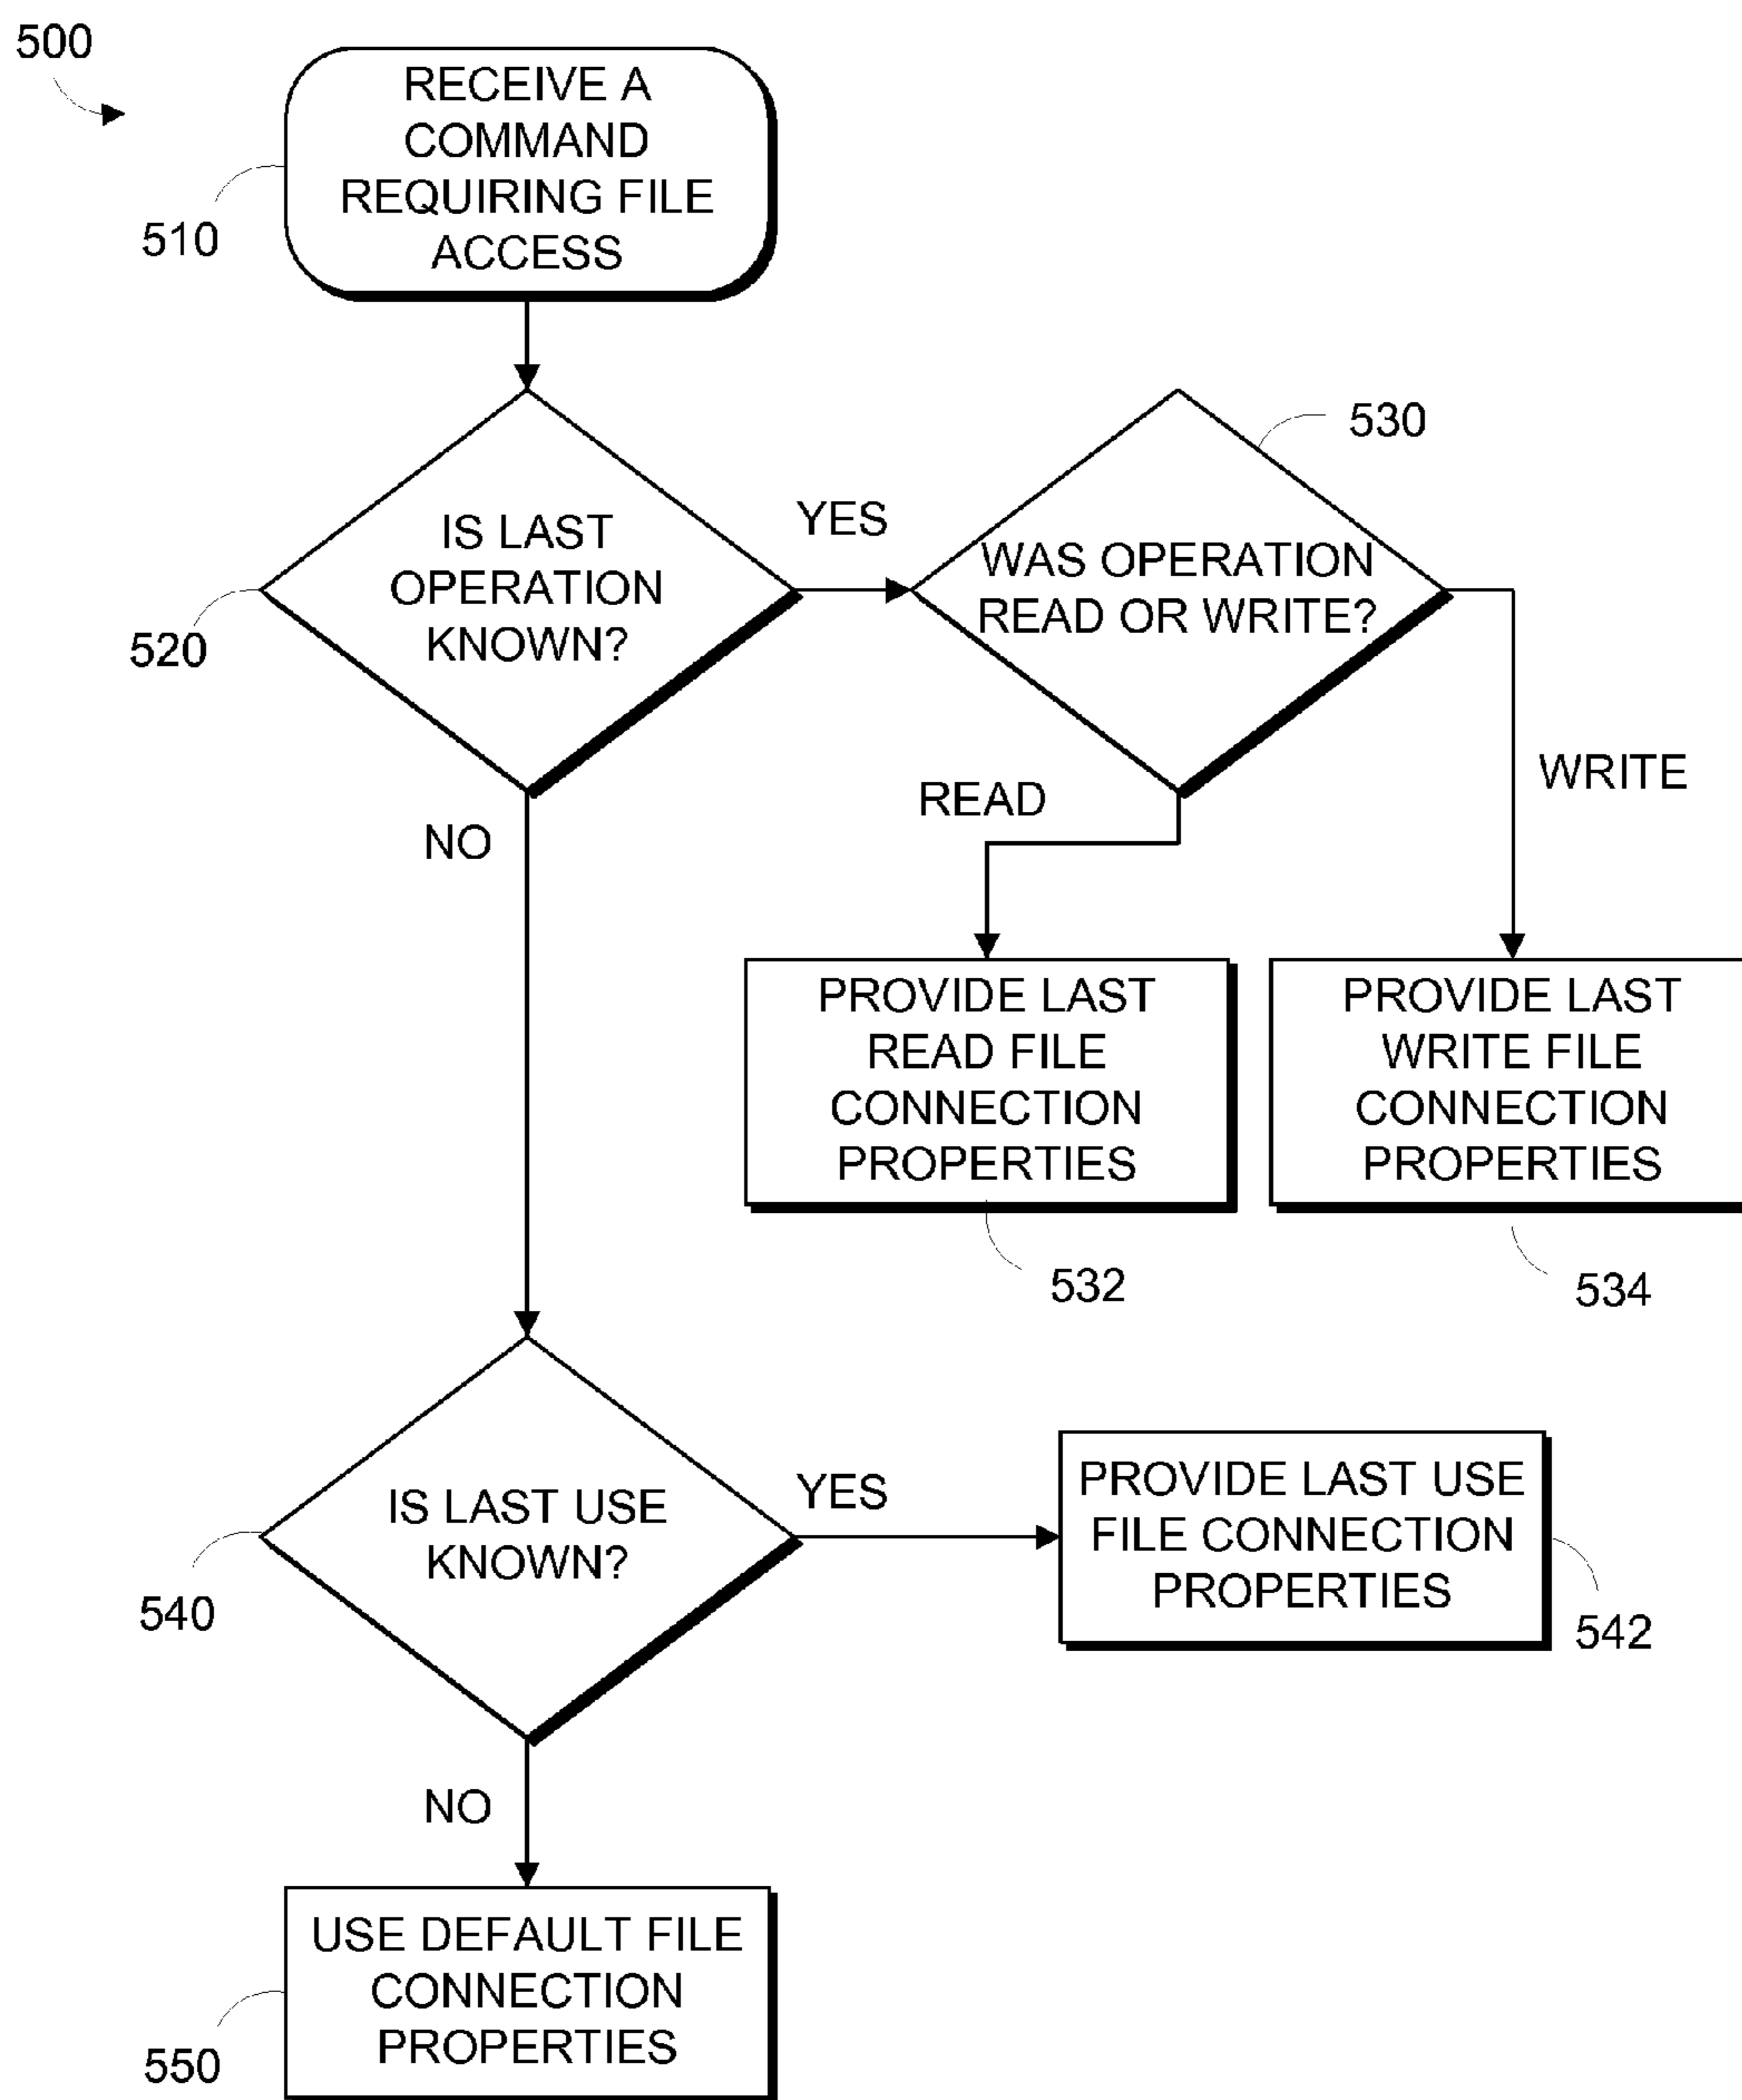 500
RECEIVE A
COMMAND
REQUIRING FILE
ACCESS
510
530
IS LAST
OPERATION
KNOWN?
520
YES
WAS OPERATION
READ OR WRITE?
READ
WRITE
NO
PROVIDE LAST
READ FILE
CONNECTION
PROPERTIES
532
PROVIDE LAST
WRITE FILE
CONNECTION
PROPERTIES
534
IS LAST USE
KNOWN?
540
YES
PROVIDE LAST USE
FILE CONNECTION
PROPERTIES
542
NO
USE DEFAULT FILE
CONNECTION
PROPERTIES
550